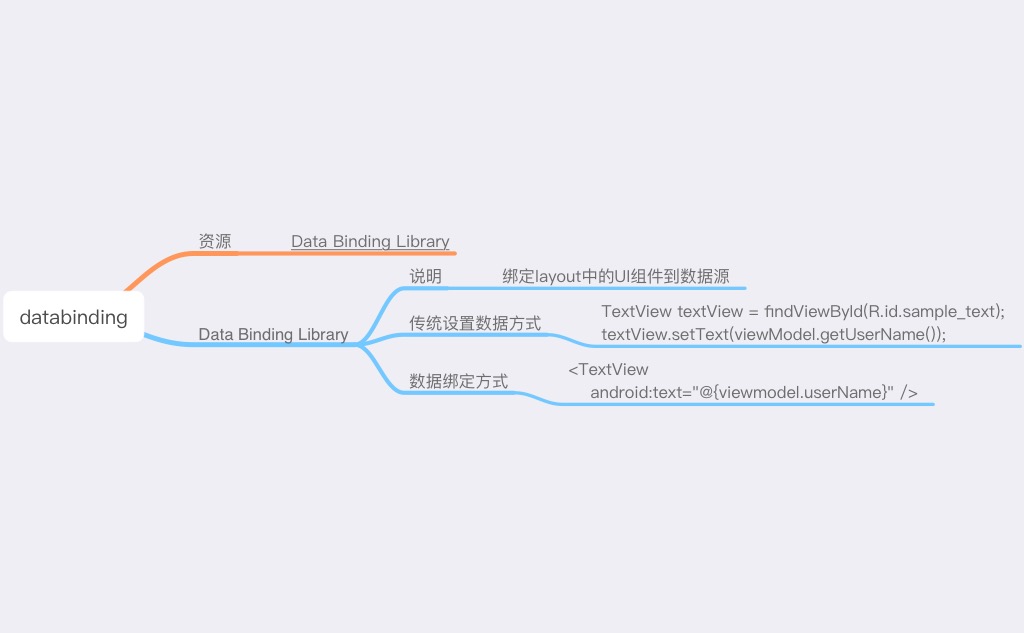 databinding
资源
Data Binding Library
Data Binding Library
说明
绑定layout中的UI组件到数据源
传统设置数据方式
TextView textView = findViewById(R.id.sample_text);
textView.setText(viewModel.getUserName());
数据绑定方式
<TextView
android:text="@{viewmodel.userName}" />